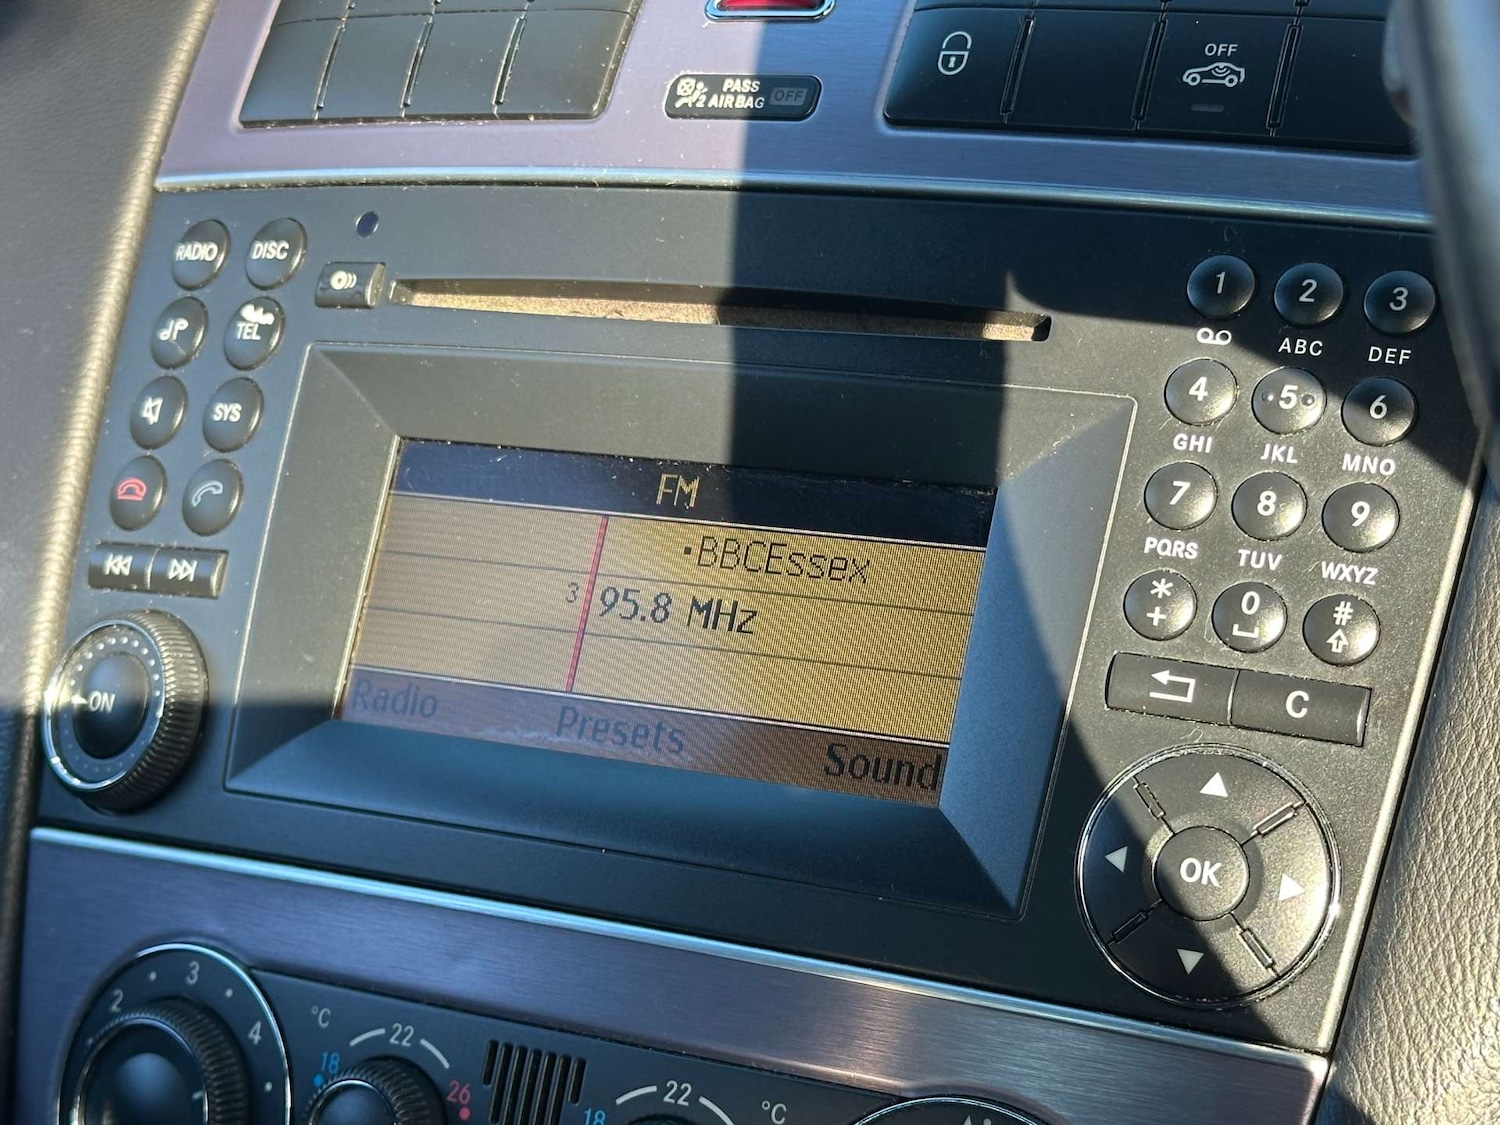 PASS
AIRBAG OFF
OFF
RADIO DISC
TEL
SYS
ON
FM
•BBCEssex
3 95.8 MHz
Radio Presets Sound
1 2 3
ABC DEF
4 5 6
GHI JKL MNO
7 8 9
PQRS TUV WXYZ
* 0 #
+
C
OK
2 3 4
°C 18 22 26
18 22 °C